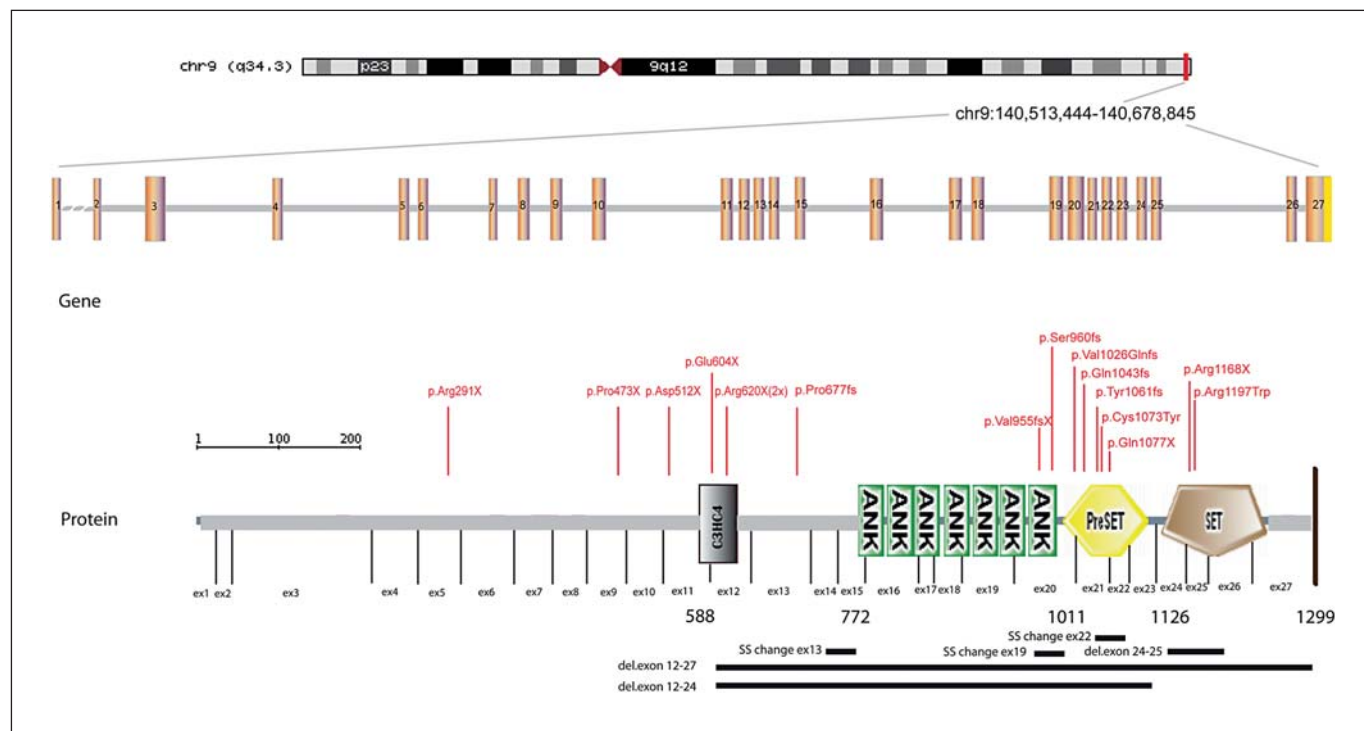 chr9 (q34.3) p23 9q12
chr9:140,513,444-140,678,845
1 2 3 4 5 6 7 8 9 10 11 12 13 14 15 16 17 18 19 20 21 22 23 24 25 26 27
Gene
p.Ser960fs
p.Glu604X p.Val1026Glnfs p.Arg1168X
p.Gln1043fs
p.Arg291X p.Pro473X p.Asp512X p.Arg620X(2x) p.Pro677fs p.Tyr1061fs p.Arg1197Trp
p.Val955fsX p.Cys1073Tyr
1 100 200 p.Gln1077X
Protein C3HC4 ANK ANK ANK ANK ANK ANK ANK PreSET SET
ex1 ex2 ex3 ex4 ex5 ex6 ex7 ex8 ex9 ex10 ex11 ex12 ex13 ex14 ex15 ex16 ex17 ex18 ex19 ex20 ex21 ex22 ex23 ex24 ex25 ex26 ex27
588 772 1011 1126 1299
SS change ex22
SS change ex13 SS change ex19 del.exon 24-25
del.exon 12-27
del.exon 12-24